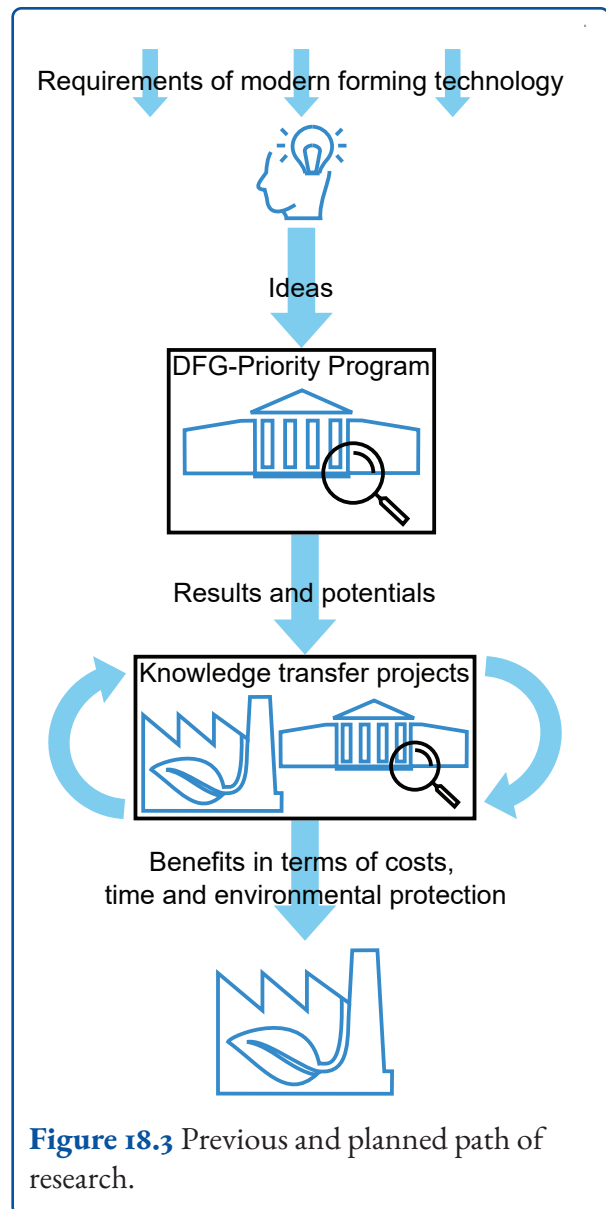 Requirements of modern forming technology
Ideas
DFG-Priority Program
Results and potentials
Knowledge transfer projects
Benefits in terms of costs,
time and environmental protection
Figure 18.3 Previous and planned path of
research.